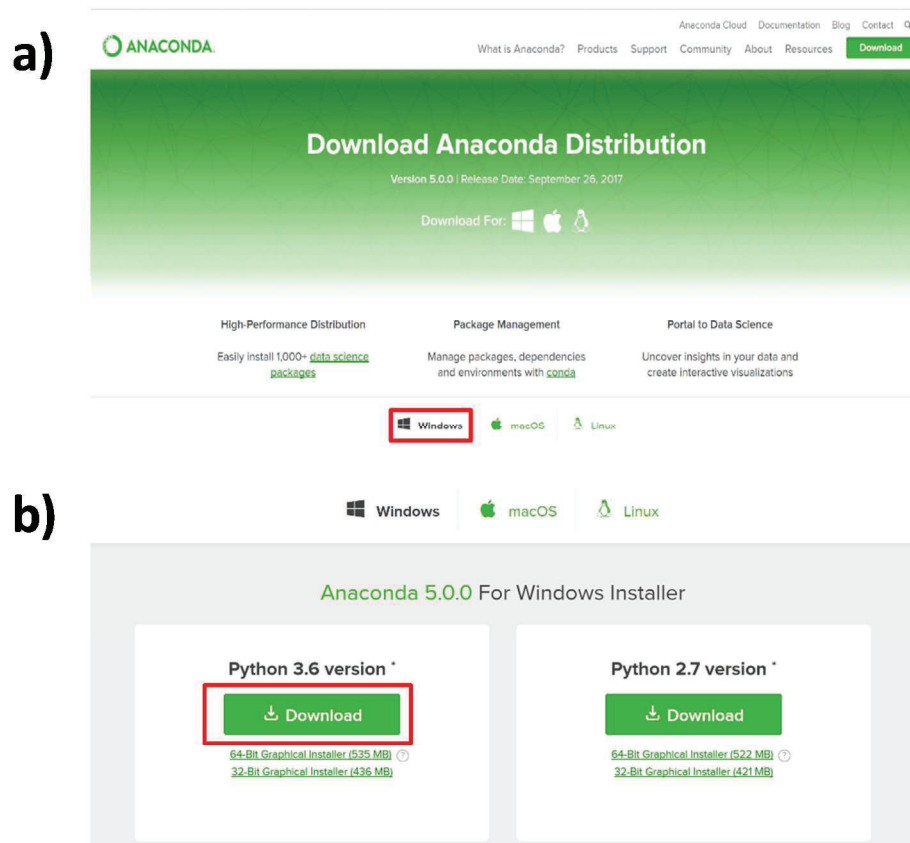 a)
ANACONDA.
Anaconda Cloud Documentation Blog Contact
What is Anaconda? Products Support Community About Resources Download
Download Anaconda Distribution
Version 5.0.0 | Release Date: September 26, 2017
Download For:
High-Performance Distribution
Easily install 1,000+ data science
packages
Package Management
Manage packages, dependencies
and environments with conda
Portal to Data Science
Uncover insights in your data and
create interactive visualizations
Windows macOS Linux
b)
Windows macOS Linux
Anaconda 5.0.0 For Windows Installer
Python 3.6 version *
Download
64-Bit Graphical Installer (535 MB) ?
32-Bit Graphical Installer (436 MB)
Python 2.7 version *
Download
64-Bit Graphical Installer (522 MB) ?
32-Bit Graphical Installer (421 MB)